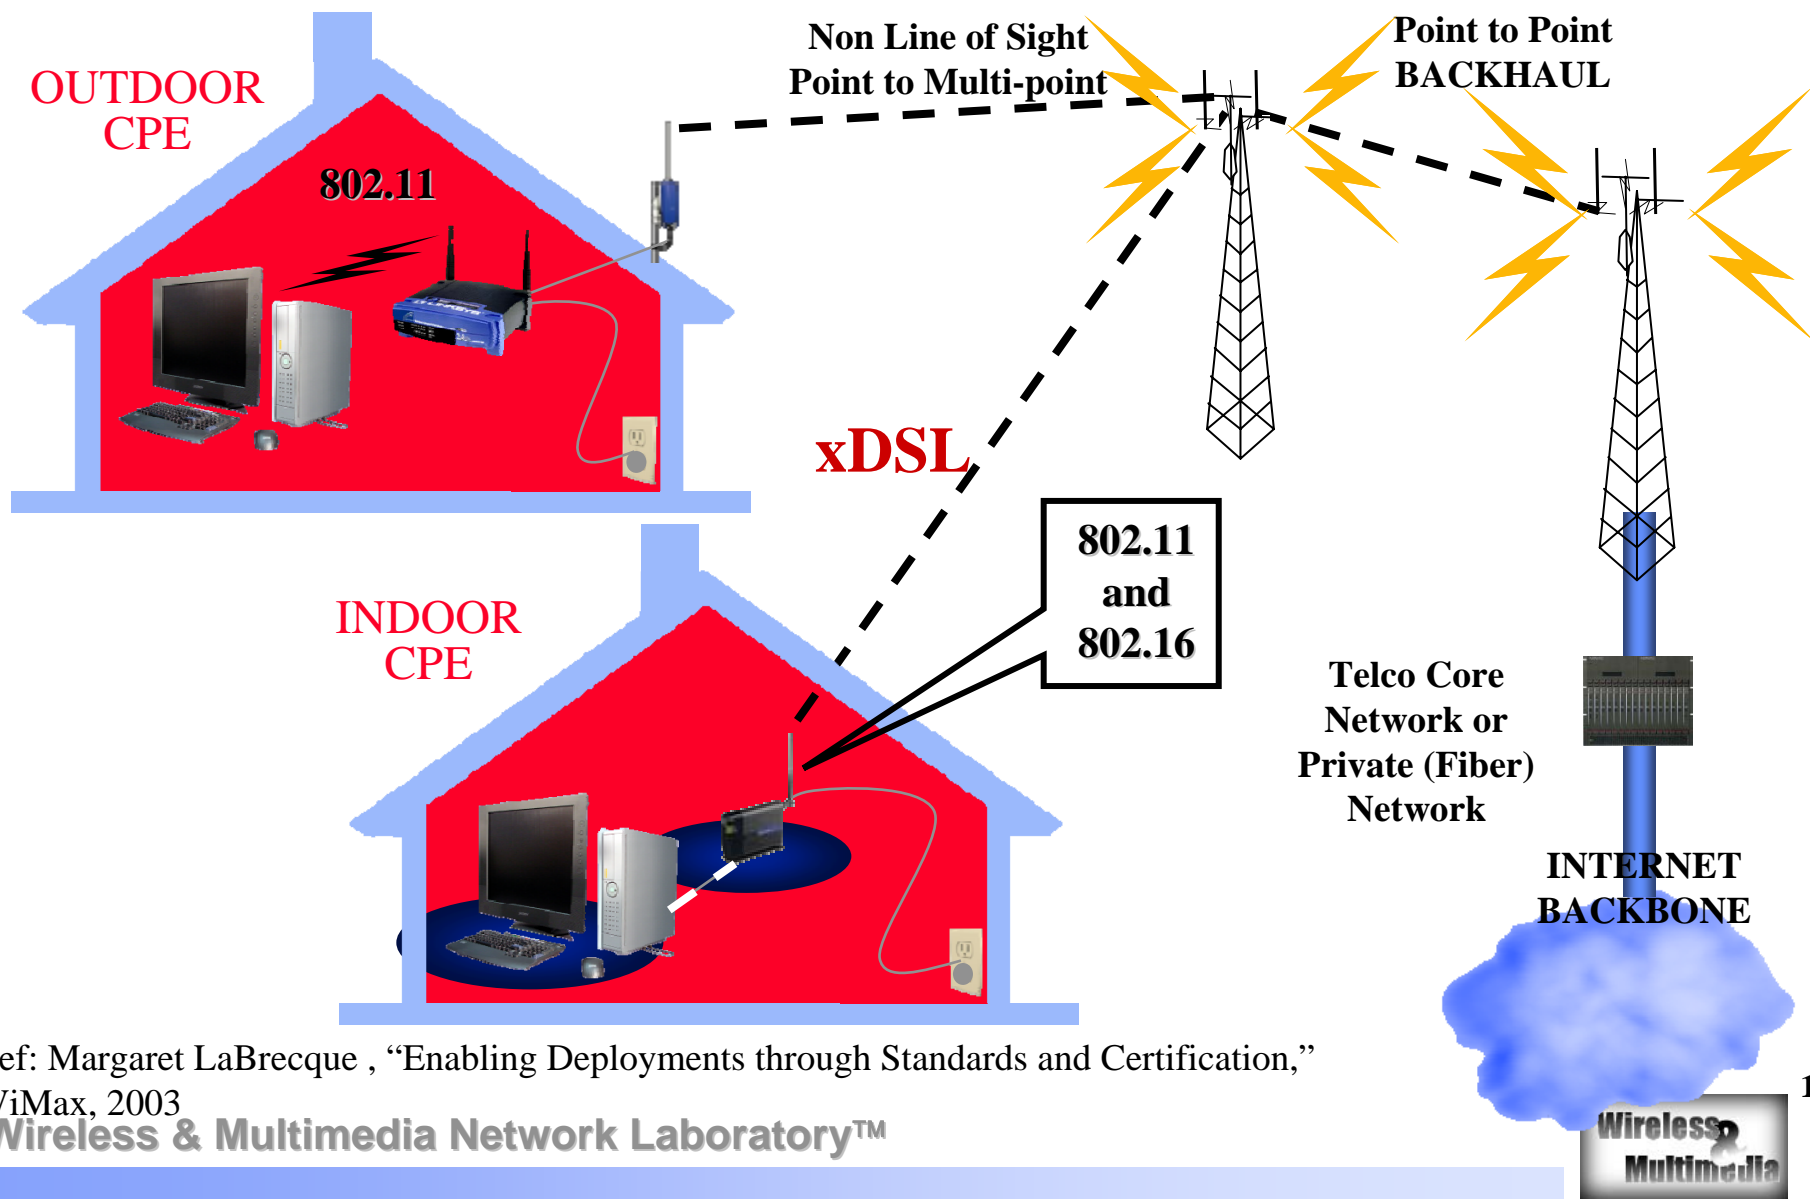 Non Line of Sight
Point to Multi-point
Point to Point
BACKHAUL
OUTDOOR
CPE
802.11
LINKSYS
xDSL
802.11
and
802.16
INDOOR
CPE
Telco Core
Network or
Private (Fiber)
Network
INTERNET
BACKBONE
ef: Margaret LaBrecque , “Enabling Deployments through Standards and Certification,”
ViMax, 2003
1
Wireless & Multimedia Network Laboratory™
Wireless
&
Multimedia